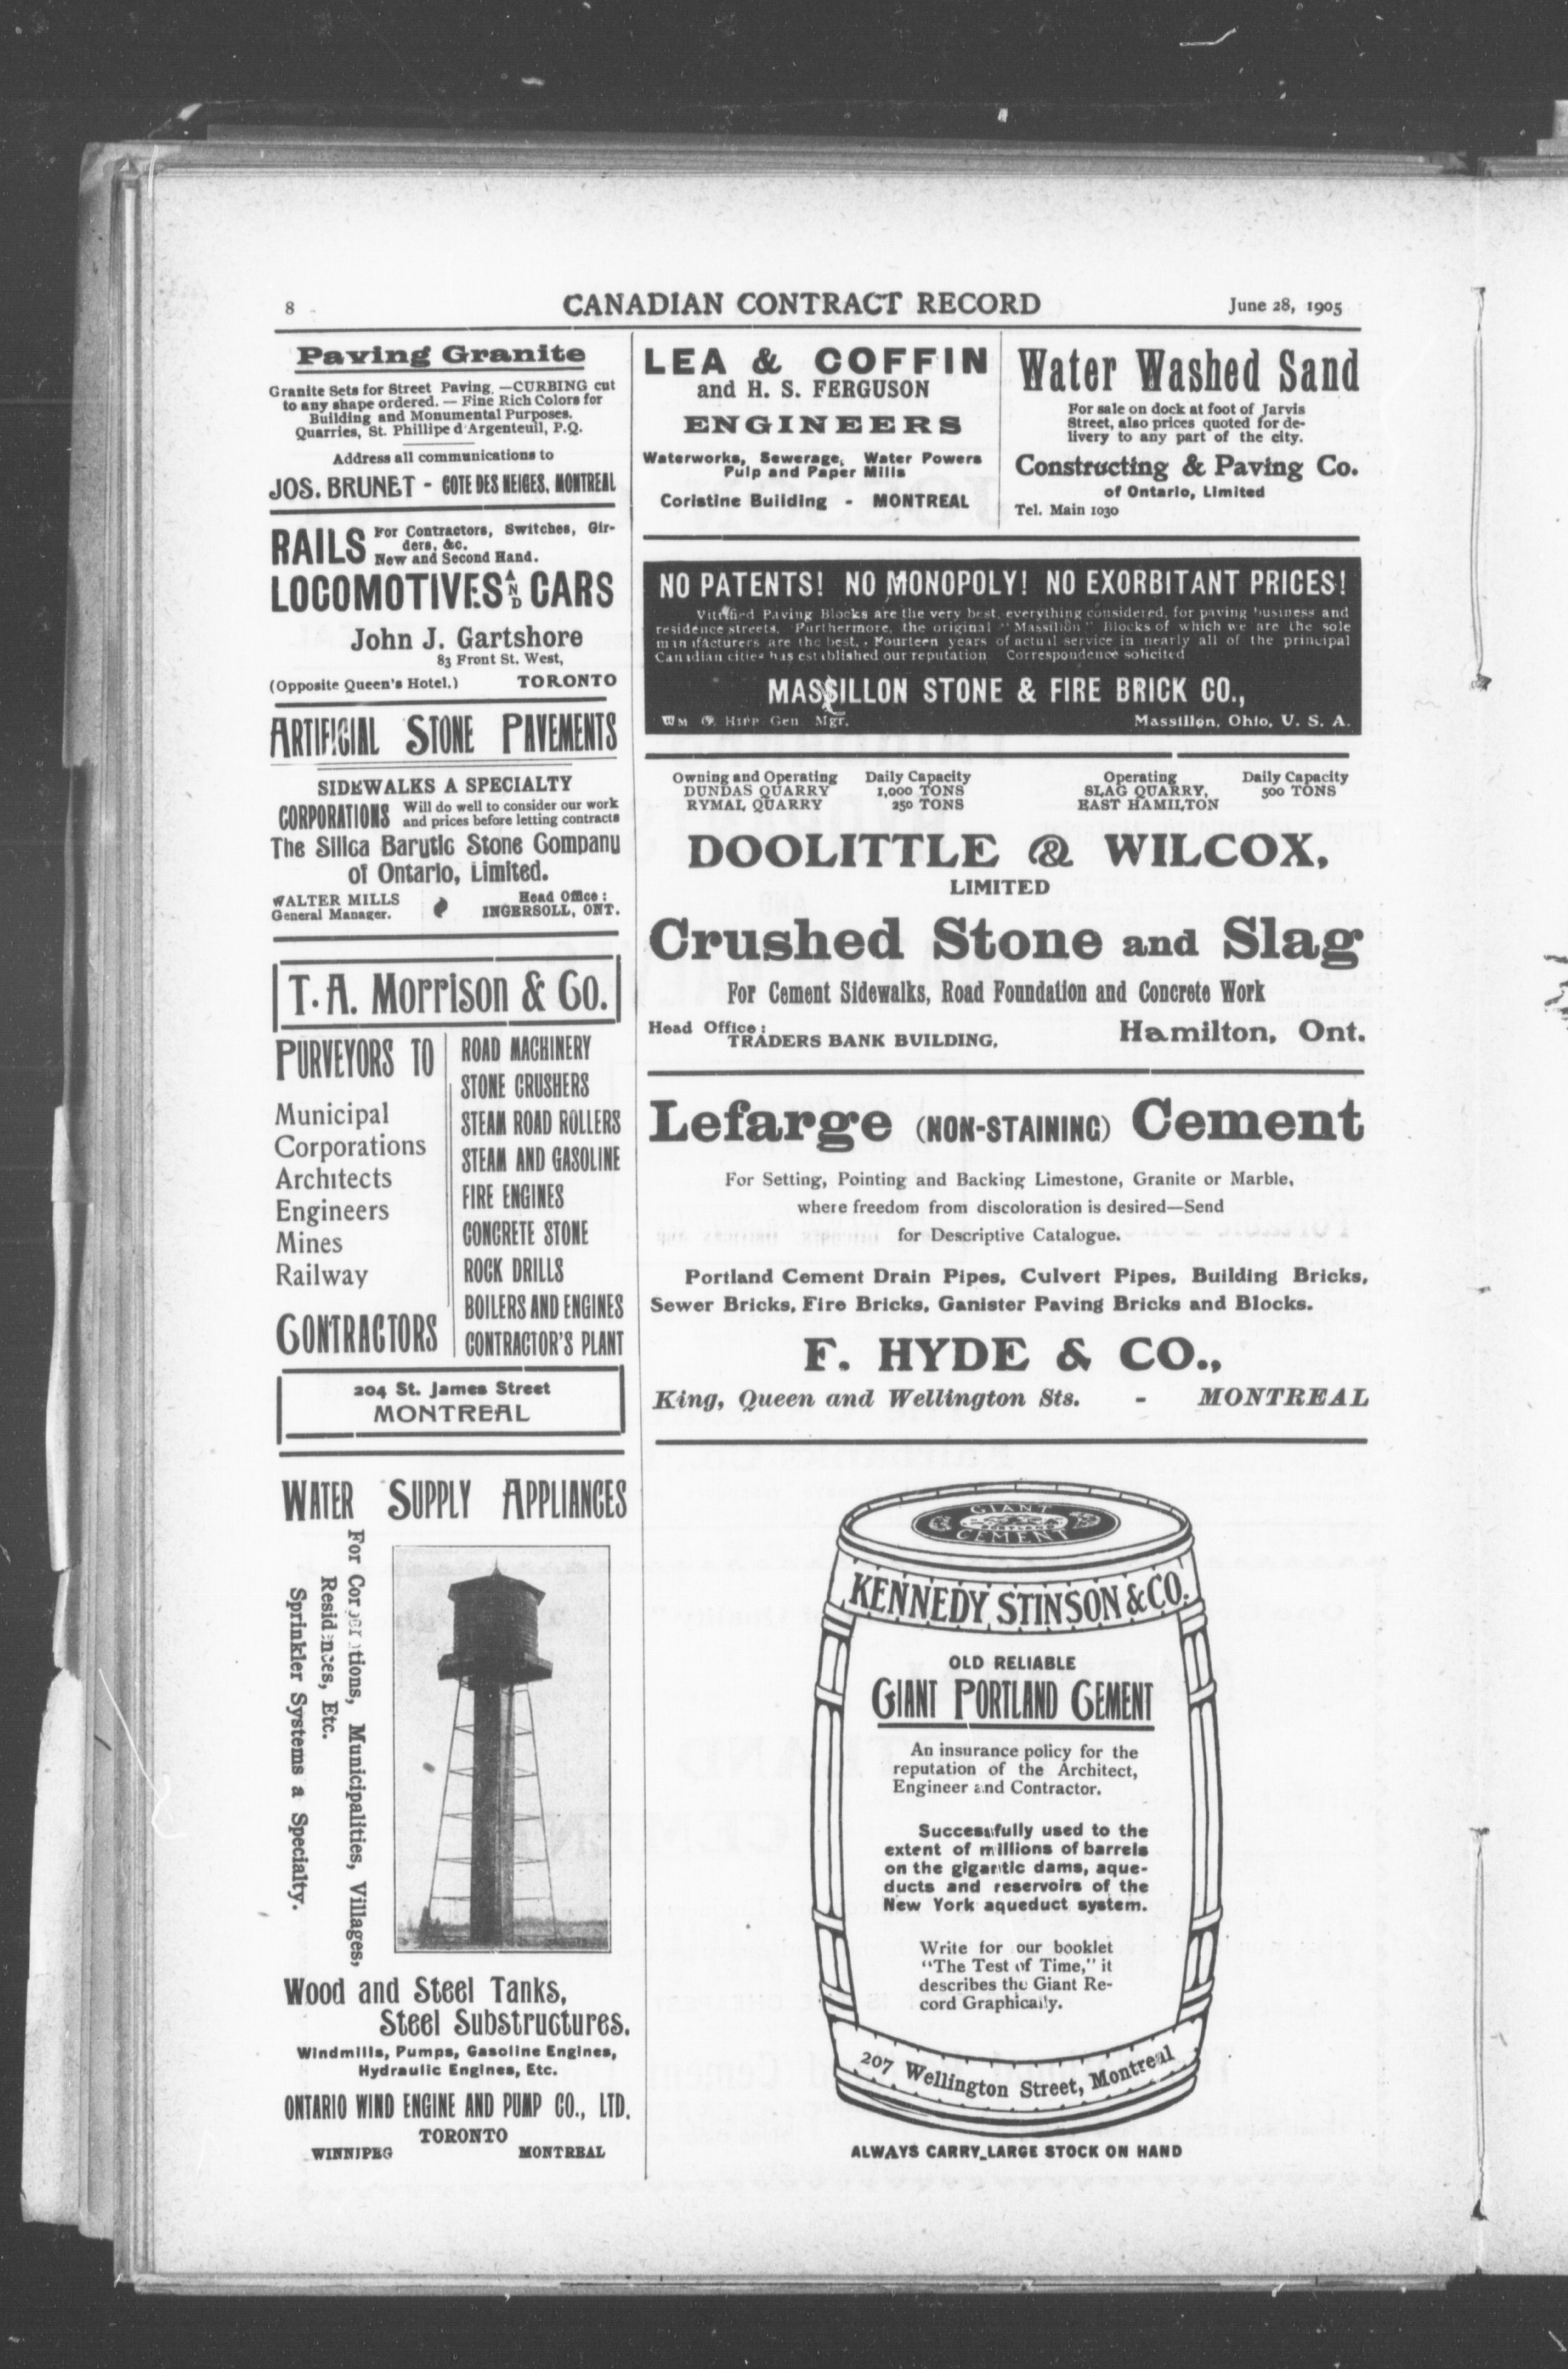 8
CANADIAN CONTRACT RECORD
June 28, 1905
Paving Granite
Granite Sets for Street Paving. —CURBING cut
to any shape ordered. — Fine Rich Colors for
Building and Monumental Purposes.
Quarries, St. Phillipe d'Argenteuil, P.Q.
Address all communications to
JOS. BRUNET - COTE DES NEIGES, MONTREAL
RAILS For Contractors, Switches, Gir-
ders, &c.
New and Second Hand.
LOCOMOTIVES AND CARS
John J. Gartshore
83 Front St. West,
(Opposite Queen's Hotel.) TORONTO
ARTIFICIAL STONE PAVEMENTS
SIDEWALKS A SPECIALTY
CORPORATIONS Will do well to consider our work
and prices before letting contracts
The Silica Barytic Stone Company
of Ontario, Limited.
WALTER MILLS
General Manager.
Head Office:
INGERSOLL, ONT.
T. A. Morrison & Co.
PURVEYORS TO
Municipal
Corporations
Architects
Engineers
Mines
Railway
CONTRACTORS
ROAD MACHINERY
STONE CRUSHERS
STEAM ROAD ROLLERS
STEAM AND GASOLINE
FIRE ENGINES
CONCRETE STONE
ROCK DRILLS
BOILERS AND ENGINES
CONTRACTOR'S PLANT
204 St. James Street
MONTREAL
WATER SUPPLY APPLIANCES
For Corporations, Municipalities, Villages,
Residences, Etc.
Sprinkler Systems a Specialty.
Wood and Steel Tanks,
Steel Substructures.
Windmills, Pumps, Gasoline Engines,
Hydraulic Engines, Etc.
ONTARIO WIND ENGINE AND PUMP CO., LTD.
TORONTO
WINNIPEG MONTREAL
LEA & COFFIN
and H. S. FERGUSON
ENGINEERS
Waterworks, Sewerage, Water Powers
Pulp and Paper Mills
Coristine Building - MONTREAL
Water Washed Sand
For sale on dock at foot of Jarvis
Street, also prices quoted for de-
livery to any part of the city.
Constructing & Paving Co.
of Ontario, Limited
Tel. Main 1030
NO PATENTS! NO MONOPOLY! NO EXORBITANT PRICES!
Vitrified Paving Blocks are the very best, everything considered, for paving business and
residence streets. Furthermore, the original "Massillon" Blocks of which we are the sole
manufacturers are the best. Fourteen years of actual service in nearly all of the principal
Canadian cities has established our reputation. Correspondence solicited
MASSILLON STONE & FIRE BRICK CO.,
WM Hipp Gen Mgr. Massillon, Ohio, U. S. A.
Owning and Operating
DUNDAS QUARRY
RYMAL QUARRY
Daily Capacity
1,000 TONS
250 TONS
Operating
SLAG QUARRY,
EAST HAMILTON
Daily Capacity
500 TONS
DOOLITTLE & WILCOX,
LIMITED
Crushed Stone and Slag
For Cement Sidewalks, Road Foundation and Concrete Work
Head Office:
TRADERS BANK BUILDING, Hamilton, Ont.
Lefarge (NON-STAINING) Cement
For Setting, Pointing and Backing Limestone, Granite or Marble,
where freedom from discoloration is desired—Send
for Descriptive Catalogue.
Portland Cement Drain Pipes, Culvert Pipes, Building Bricks,
Sewer Bricks, Fire Bricks, Ganister Paving Bricks and Blocks.
F. HYDE & CO.,
King, Queen and Wellington Sts. - MONTREAL
GIANT
CEMENT
KENNEDY STINSON & CO.
OLD RELIABLE
GIANT PORTLAND CEMENT
An insurance policy for the
reputation of the Architect,
Engineer and Contractor.
Successfully used to the
extent of millions of barrels
on the gigantic dams, aque-
ducts and reservoirs of the
New York aqueduct system.
Write for our booklet
"The Test of Time," it
describes the Giant Re-
cord Graphically.
207 Wellington Street, Montreal
ALWAYS CARRY LARGE STOCK ON HAND